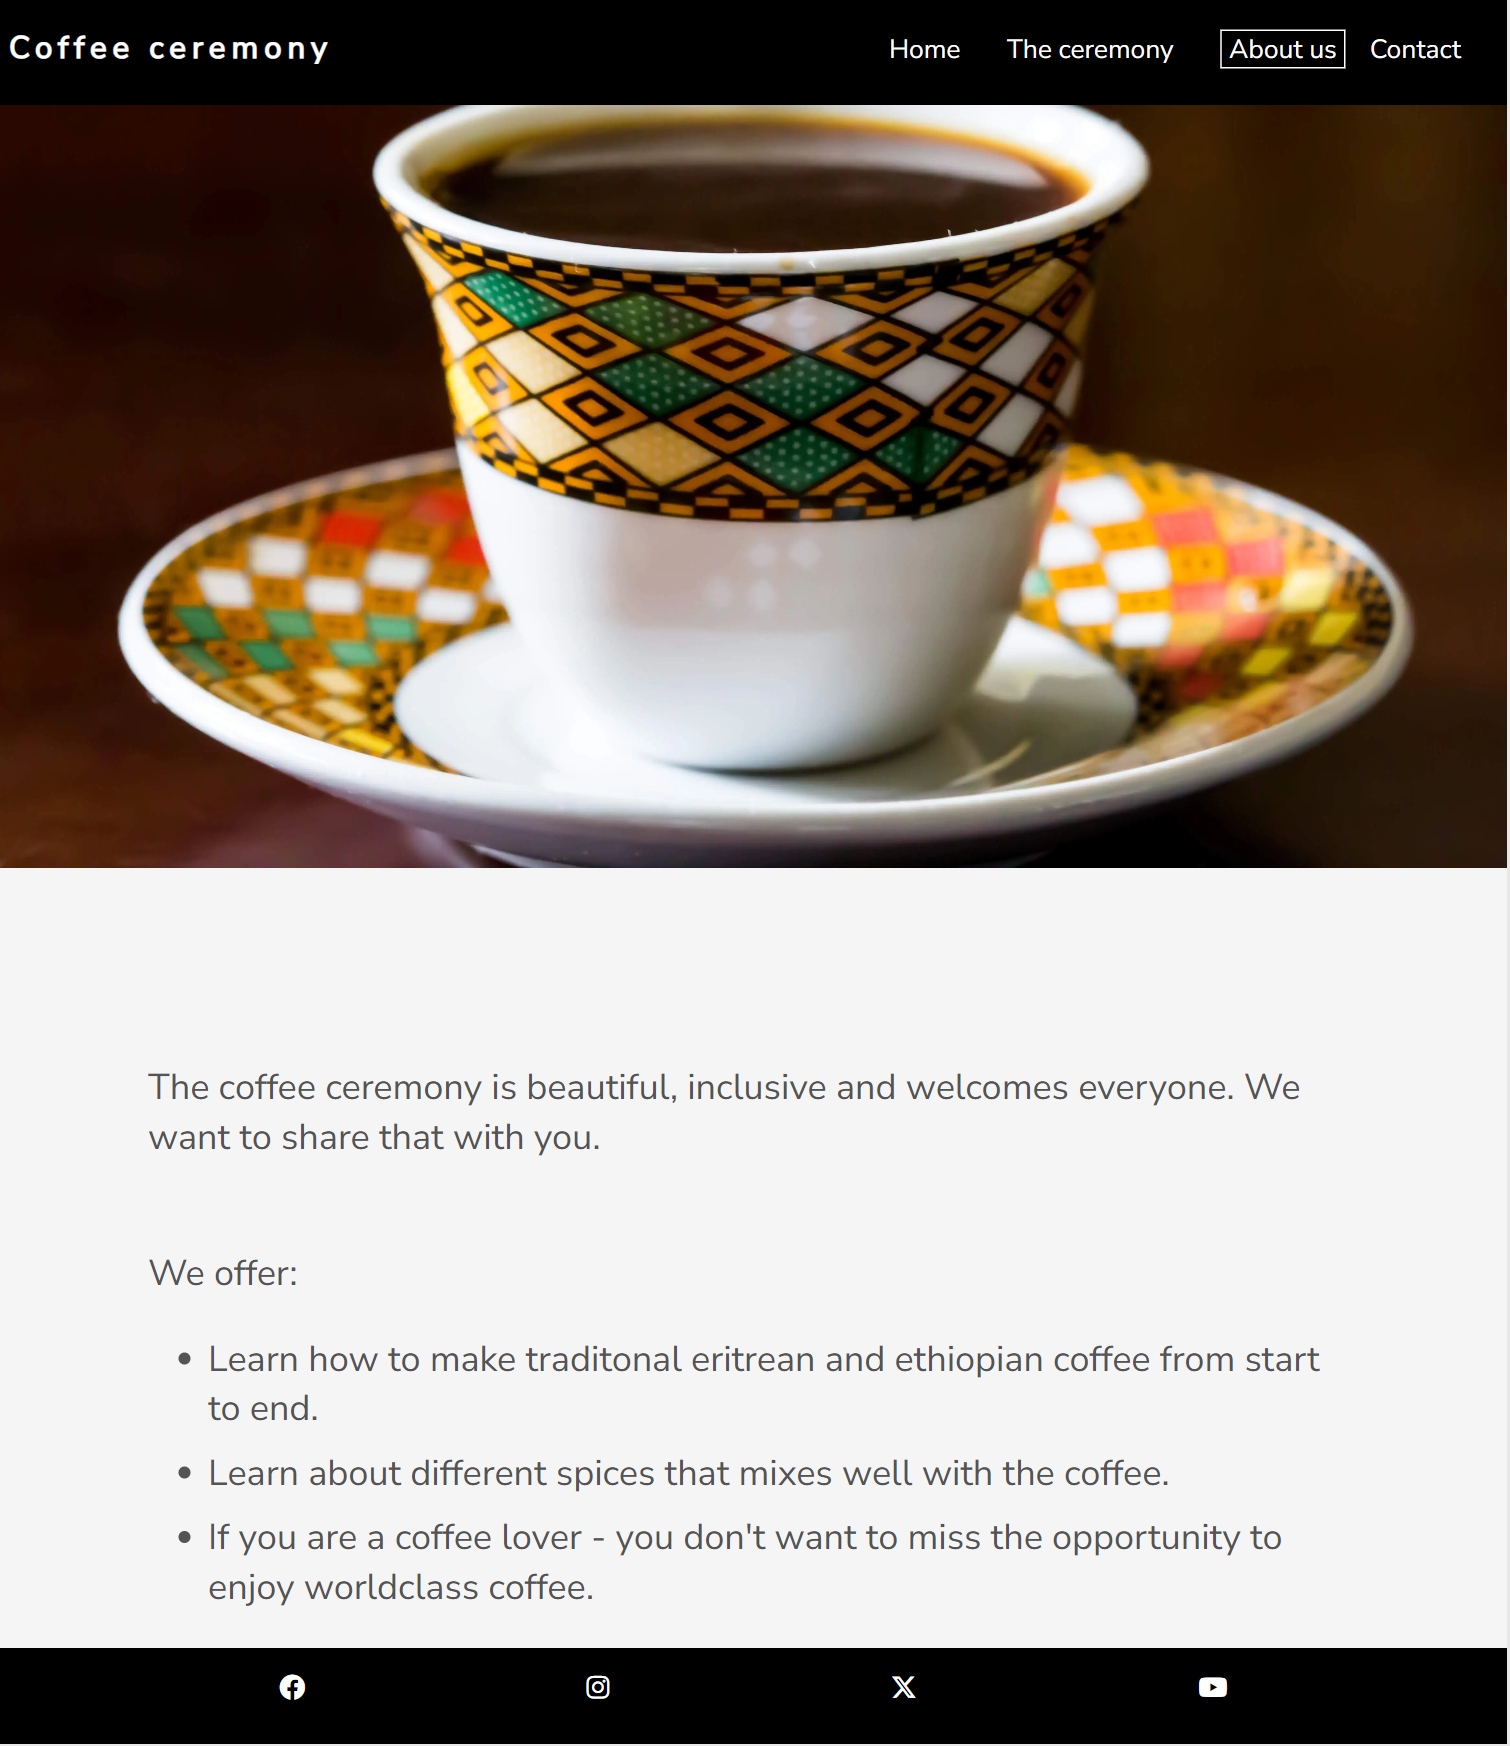 Coffee ceremony
Home The ceremony About us Contact
The coffee ceremony is beautiful, inclusive and welcomes everyone. We
want to share that with you.
We offer:
• Learn how to make traditonal eritrean and ethiopian coffee from start
to end.
• Learn about different spices that mixes well with the coffee.
• If you are a coffee lover - you don't want to miss the opportunity to
enjoy worldclass coffee.